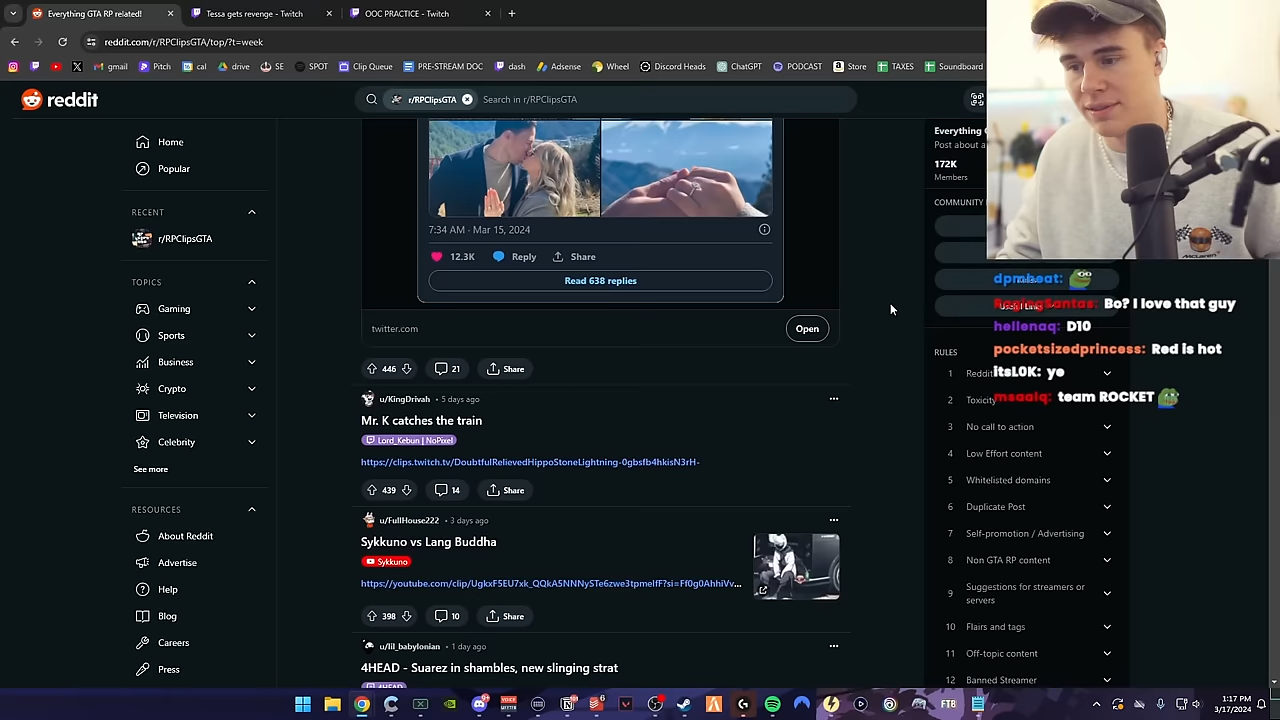 Everything GTA RP related!
Tessa gets revenge - Twitch
OOC PRACTICE - Twitch
reddit.com/r/RPClipsGTA/top/?t=week
gmail
Pitch
cal
drive
SE
SPOT
Clip Queue
PRE-STREAM DOC
dash
Adsense
Wheel
Discord Heads
ChatGPT
PODCAST
Store
TAXES
Soundboard
reddit
r/RPClipsGTA
Search in r/RPClipsGTA
Home
Popular
RECENT
r/RPClipsGTA
TOPICS
Gaming
Sports
Business
Crypto
Television
Celebrity
See more
RESOURCES
About Reddit
Advertise
Help
Blog
Careers
Press
7:34 AM · Mar 15, 2024
12.3K
Reply
Share
Read 638 replies
twitter.com
Open
446
21
Share
u/KingDrivah • 5 days ago
Mr. K catches the train
Lord_Kebun | NoPixel
https://clips.twitch.tv/DoubtfulRelievedHippoStoneLightning-0gbsfb4hkisN3rH-
439
14
Share
u/FullHouse222 • 3 days ago
Sykkuno vs Lang Buddha
Sykkuno
398
10
Share
u/lil_babylonian • 1 day ago
4HEAD - Suarez in shambles, new slinging strat
4HEAD
Everything
Post about a
172K
Members
COMMUNITY
RULES
1
2
Toxicity
3 No call to action
4 Low Effort content
5 Whitelisted domains
6 Duplicate Post
7 Self-promotion / Advertising
8 Non GTA RP content
9 Suggestions for streamers or
servers
10 Flairs and tags
11 Off-topic content
12 Banned Streamer
McLaren
dpmheat:
RagingSantas: Bo? I love that guy
hellenaq: D10
pocketsizedprincess: Red is hot
itsL0K: ye
msaalq: team ROCKET
1:17 PM
3/17/2024